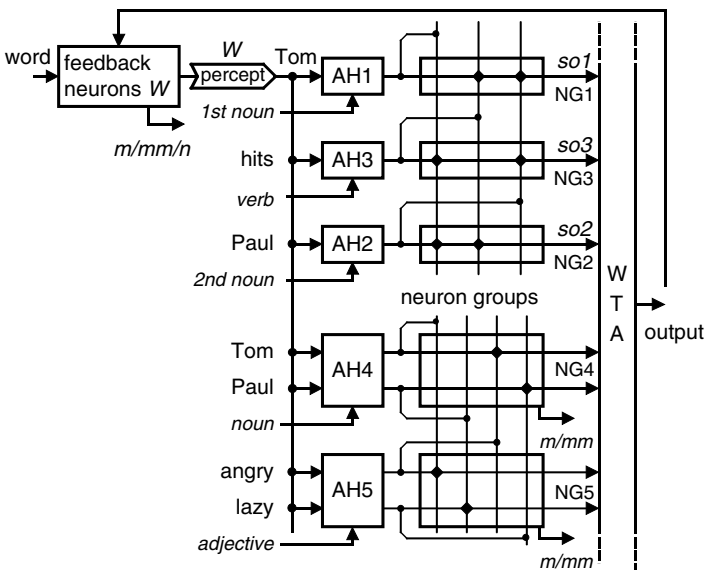 word
feedback
neurons W
m/mm/n
W
percept
Tom
AH1
1st noun
so1
NG1
hits
AH3
verb
so3
NG3
Paul
AH2
2nd noun
so2
NG2
neuron groups
W
T
A
output
Tom
Paul
AH4
noun
NG4
m/mm
angry
lazy
AH5
adjective
NG5
m/mm